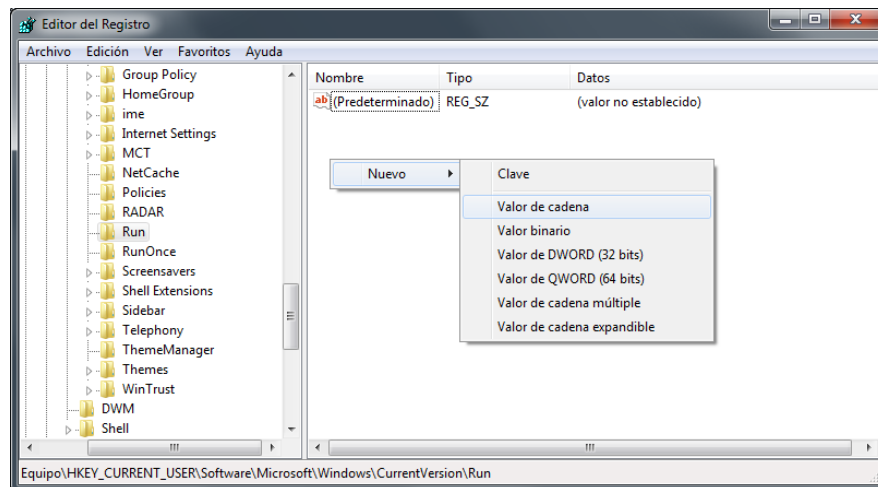 Editor del Registro
Archivo Edición Ver Favoritos Ayuda
Group Policy
HomeGroup
ime
Internet Settings
MCT
NetCache
Policies
RADAR
Run
RunOnce
Screensavers
Shell Extensions
Sidebar
Telephony
ThemeManager
Themes
WinTrust
DWM
Shell
Nombre Tipo Datos
ab (Predeterminado) REG_SZ (valor no establecido)
Nuevo
Clave
Valor de cadena
Valor binario
Valor de DWORD (32 bits)
Valor de QWORD (64 bits)
Valor de cadena múltiple
Valor de cadena expandible
Equipo\HKEY_CURRENT_USER\Software\Microsoft\Windows\CurrentVersion\Run